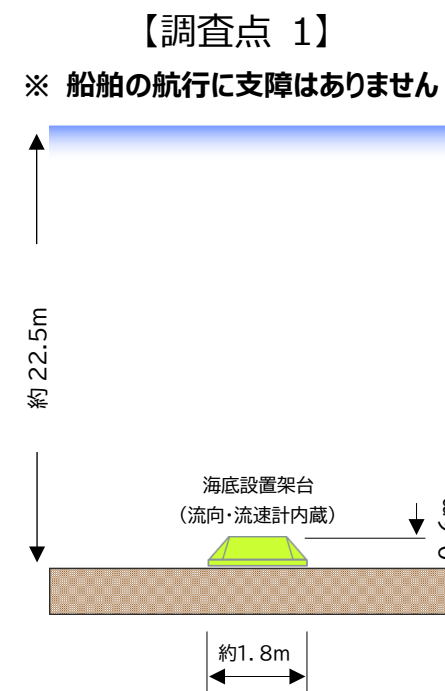 【調査点 1】
※ 船舶の航行に支障はありません
約 22.5m
海底設置架台
（流向・流速計内蔵）
約1.8m